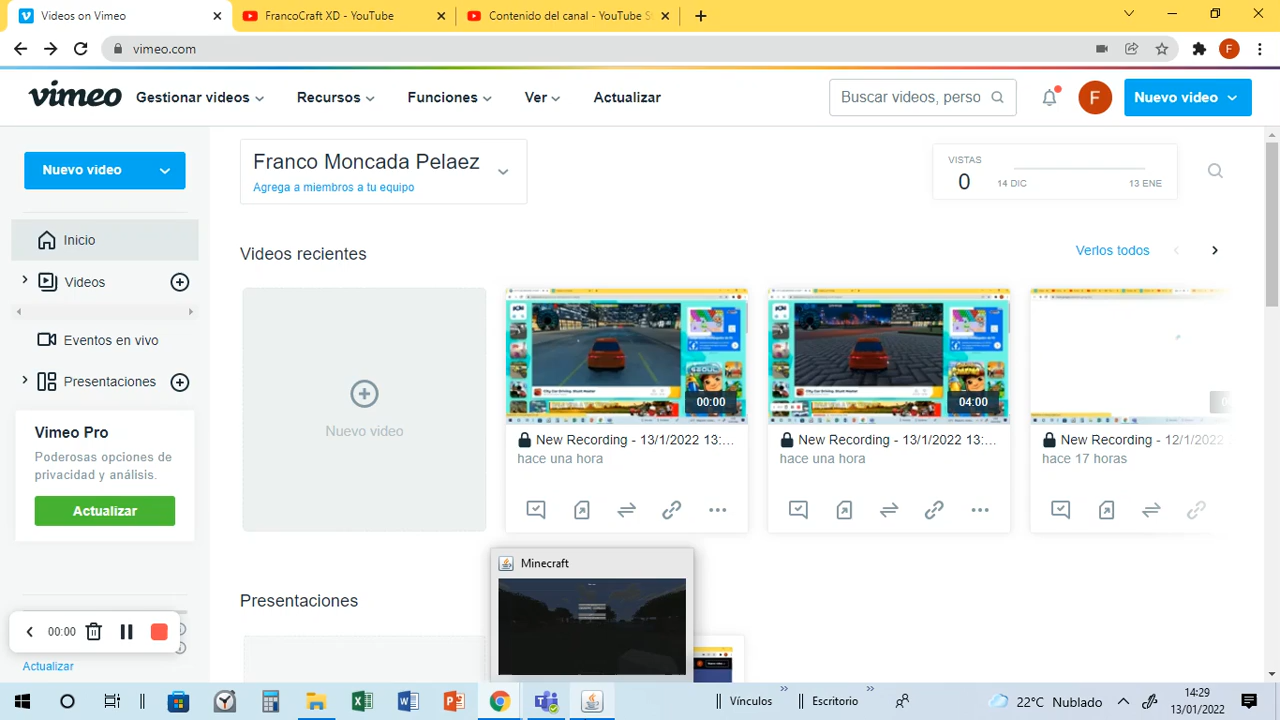 Videos on Vimeo
FrancoCraft XD - YouTube
Contenido del canal - YouTube S
vimeo.com
F
vimeo
Gestionar videos
Recursos
Funciones
Ver
Actualizar
Buscar videos, perso
F
Nuevo video
Nuevo video
Franco Moncada Pelaez
Agrega a miembros a tu equipo
VISTAS
0
14 DIC
13 ENE
Inicio
Videos
Eventos en vivo
Presentaciones
Vimeo Pro
Poderosas opciones de
privacidad y análisis.
Actualizar
00:00
Actualizar
Videos recientes
Verlos todos
Nuevo video
00:00
New Recording - 13/1/2022 13:...
hace una hora
04:00
New Recording - 13/1/2022 13:...
hace una hora
New Recording - 12/1/2022
hace 17 horas
Presentaciones
Minecraft
Vínculos
Escritorio
22°C Nublado
14:29
13/01/2022